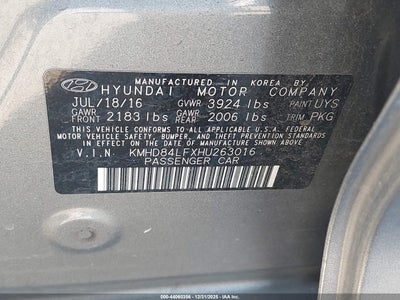 MANUFACTURED IN KOREA BY:
HYUNDAI MOTOR COMPANY
JUL/18/16 GVWR 3924 lbs PAINT UYS
GAWR FRONT 2183 lbs GAWR REAR 2006 lbs TRIM PKG
THIS VEHICLE CONFORMS TO ALL APPLICABLE U.S.A. FEDERAL
MOTOR VEHICLE SAFETY, BUMPER, AND THEFT PREVENTION STANDARDS
IN EFFECT ON THE DATE OF MANUFACTURE SHOWN ABOVE.
V.I.N. KMHD84LFXHU263016
PASSENGER CAR
000-44060358 - 12/31/2025 - IAA